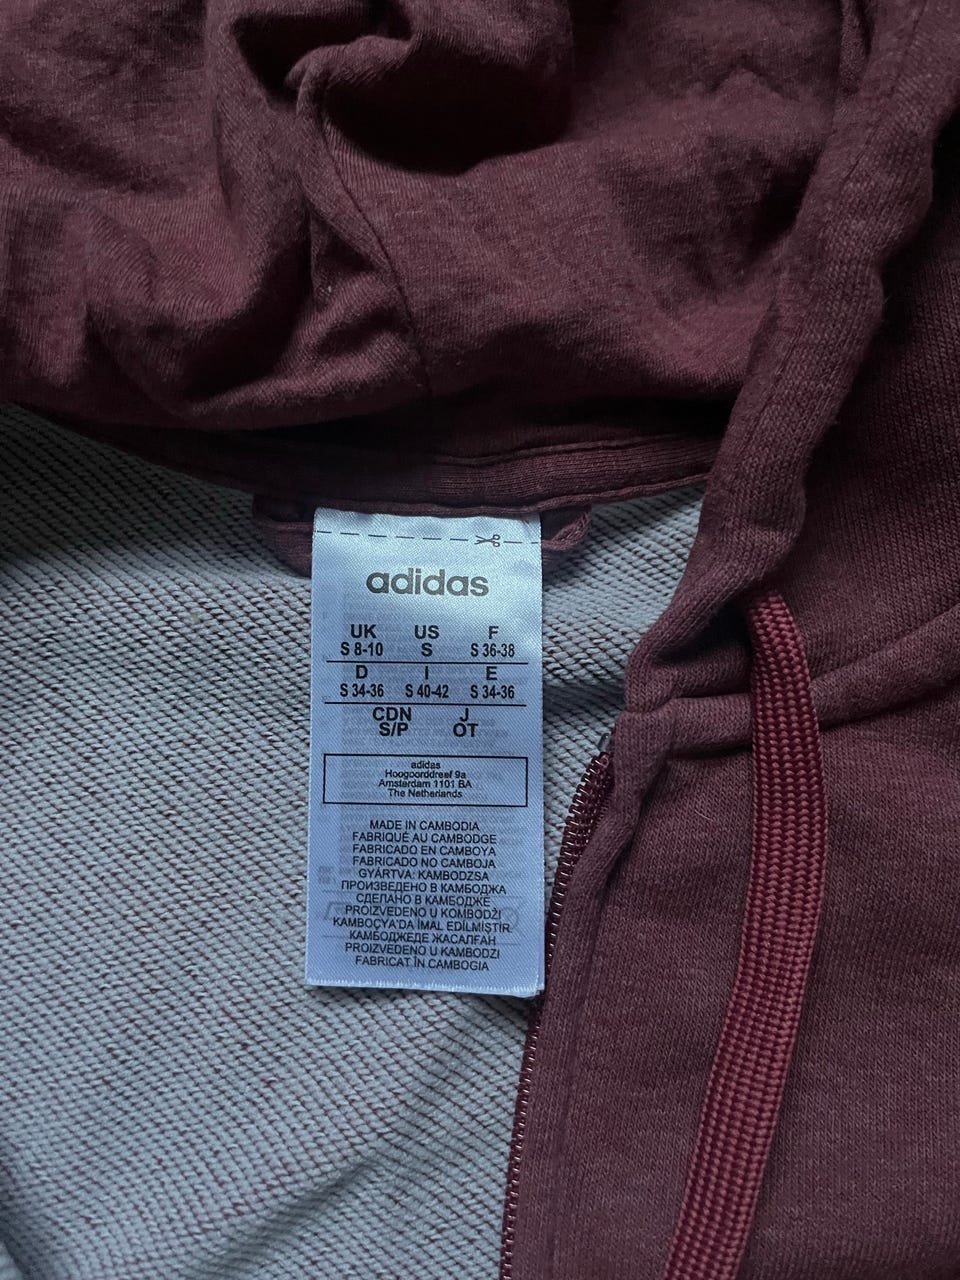 adidas
UK US F
S 8-10 S S 36-38
D I E
S 34-36 S 40-42 S 34-36
CDN J
S/P OT
adidas
Hoogoorddreef 9a
Amsterdam 1101 BA
The Netherlands
MADE IN CAMBODIA
FABRIQUÉ AU CAMBODGE
FABRICADO EN CAMBOYA
FABRICADO NO CAMBOJA
GYÁRTVA: KAMBODZSA
ПРОИЗВЕДЕНО В КАМБОДЖА
СДЕЛАНО В КАМБОДЖЕ
PROIZVEDENO U KOMBODŽI
KAMBOÇYA'DA İMAL EDİLMİŞTİR
КАМБОДЖЕДЕ ЖАСАЛҒАН
PROIZVEDENO U KAMBODZI
FABRICAT ÎN CAMBOGIA